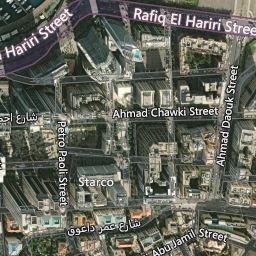 Rafiq El Hariri Street
Hariri Street
Ahmad Chawki Street
شارع احمد
Ahmad Daouk Street
Petro Paoli Street
Starco
شارع عمر داعوق
Abu Jamil Street